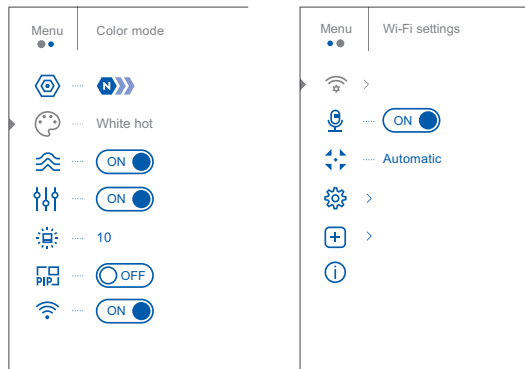 Menu Color mode
N
White hot
ON
ON
10
PIP OFF
ON
Menu Wi-Fi settings
ON
Automatic